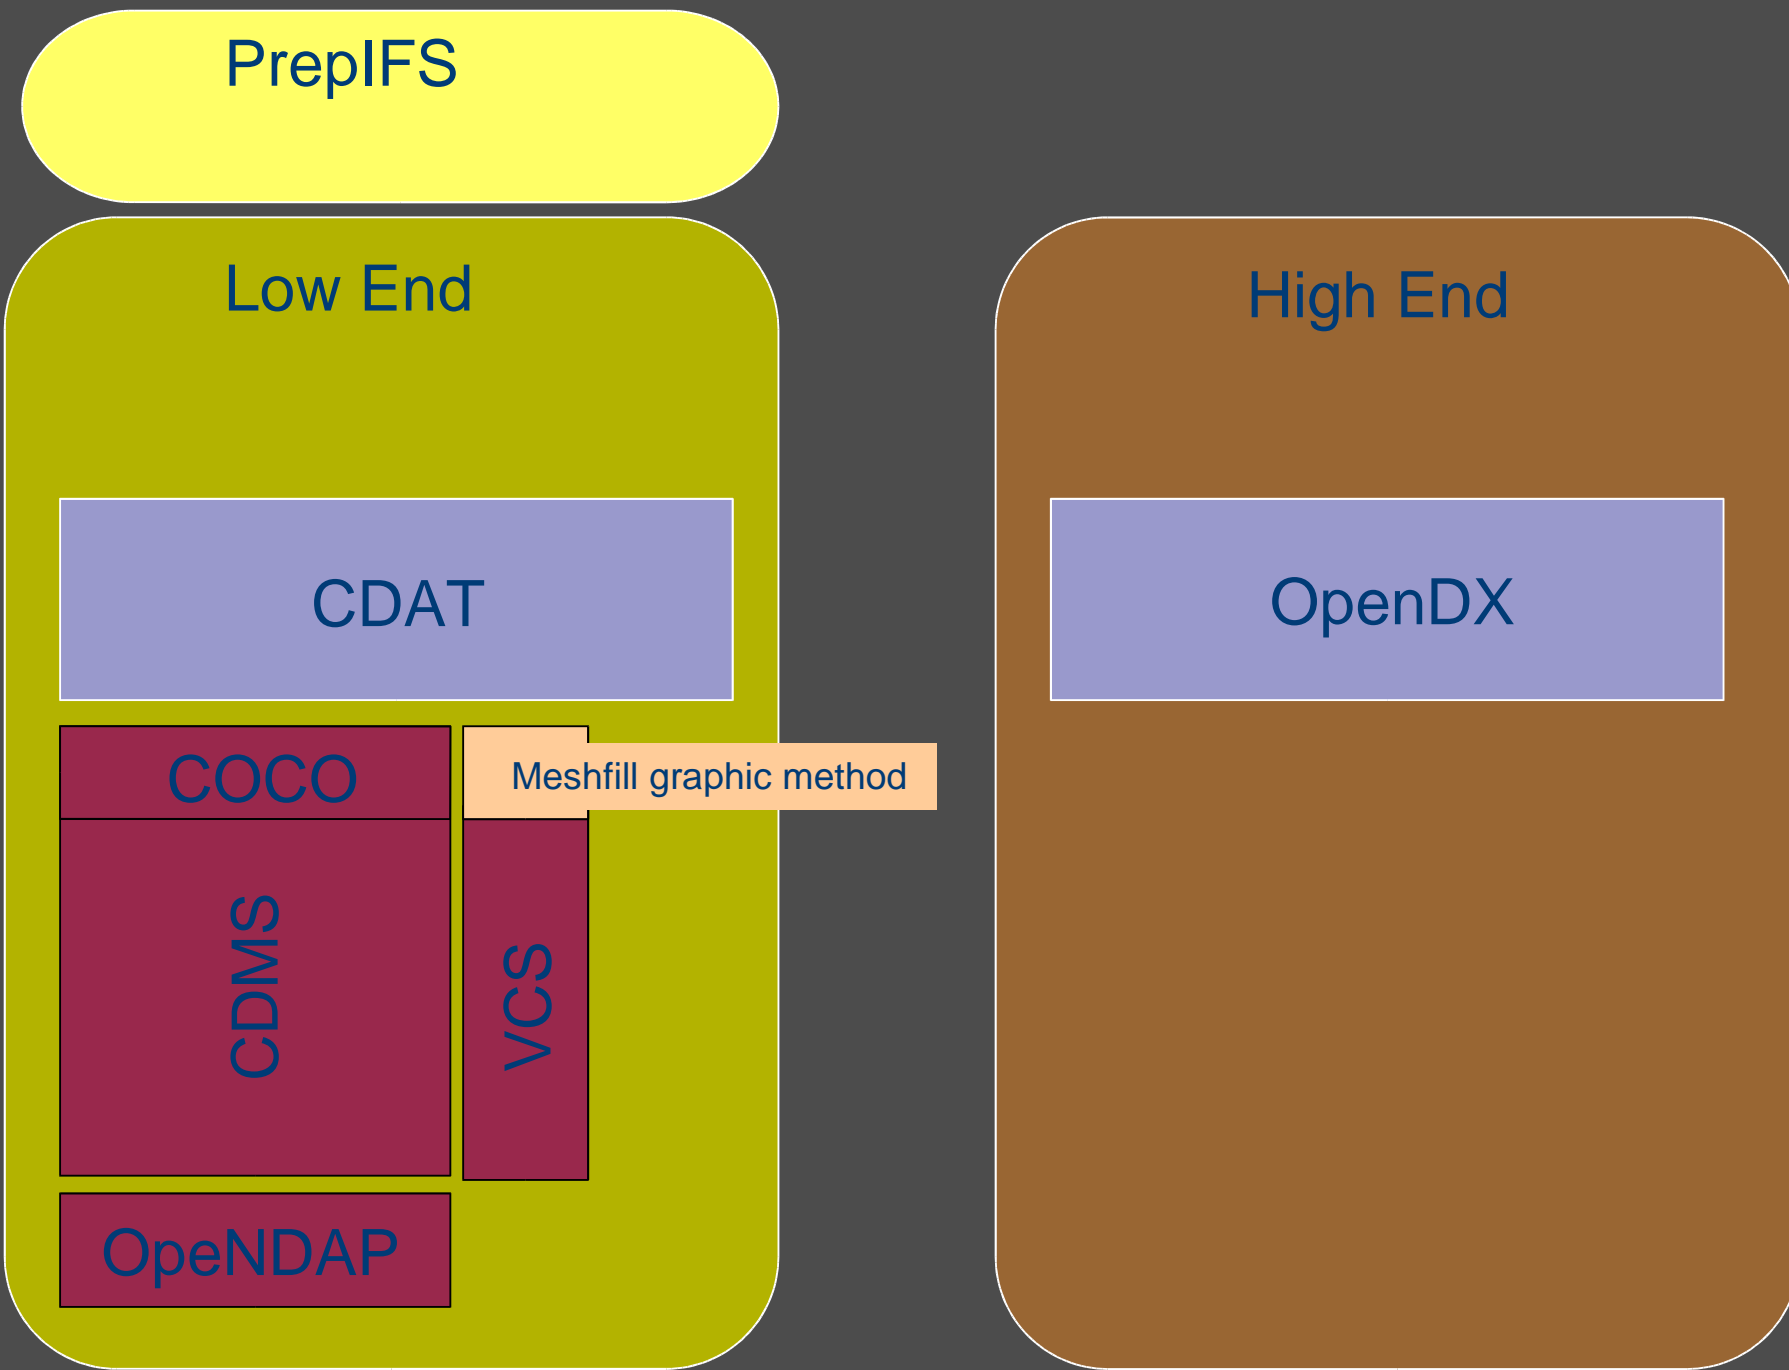 PrepIFS
Low End
High End
CDAT
OpenDX
COCO
Meshfill graphic method
CDMS
VCS
OpeNDAP